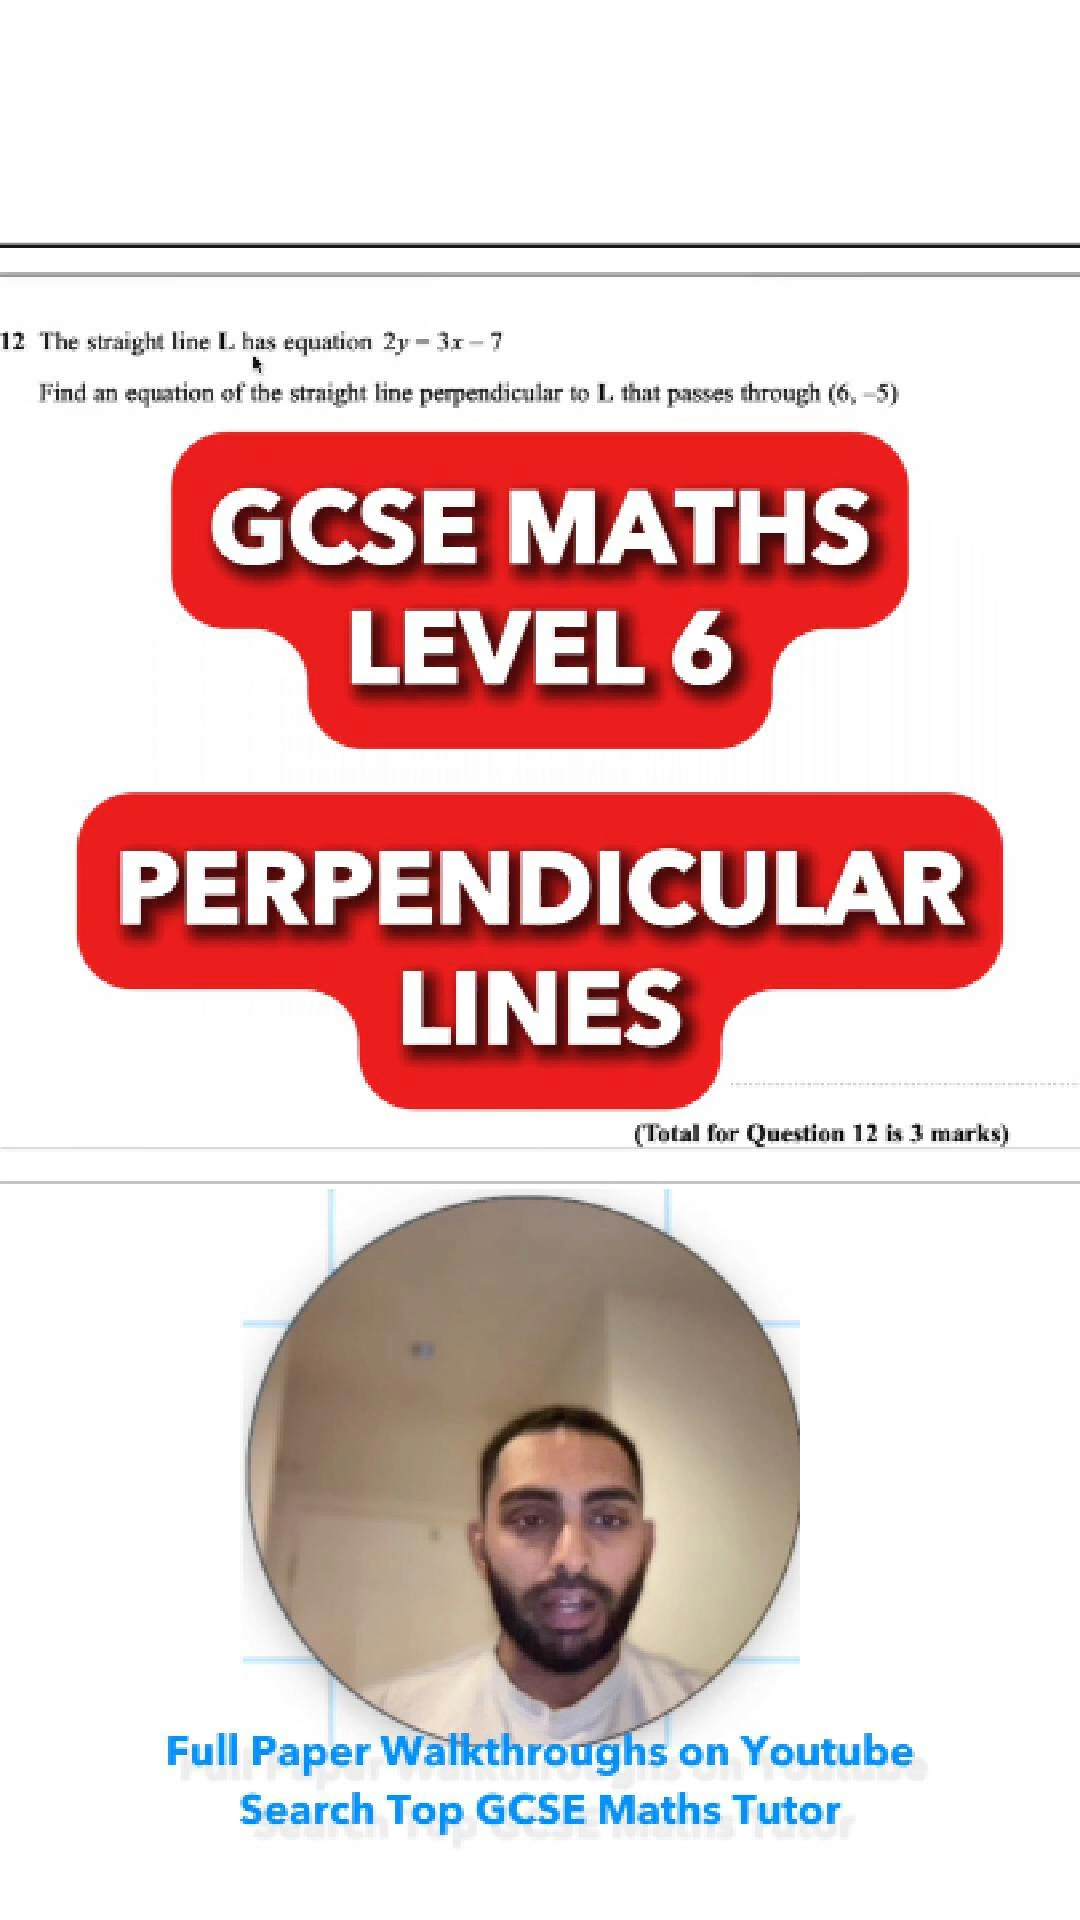 12 The straight line L has equation 2y = 3x – 7
Find an equation of the straight line perpendicular to L that passes through (6, –5)
GCSE MATHS
LEVEL 6
PERPENDICULAR
LINES
(Total for Question 12 is 3 marks)
Full Paper Walkthroughs on Youtube
Search Top GCSE Maths Tutor